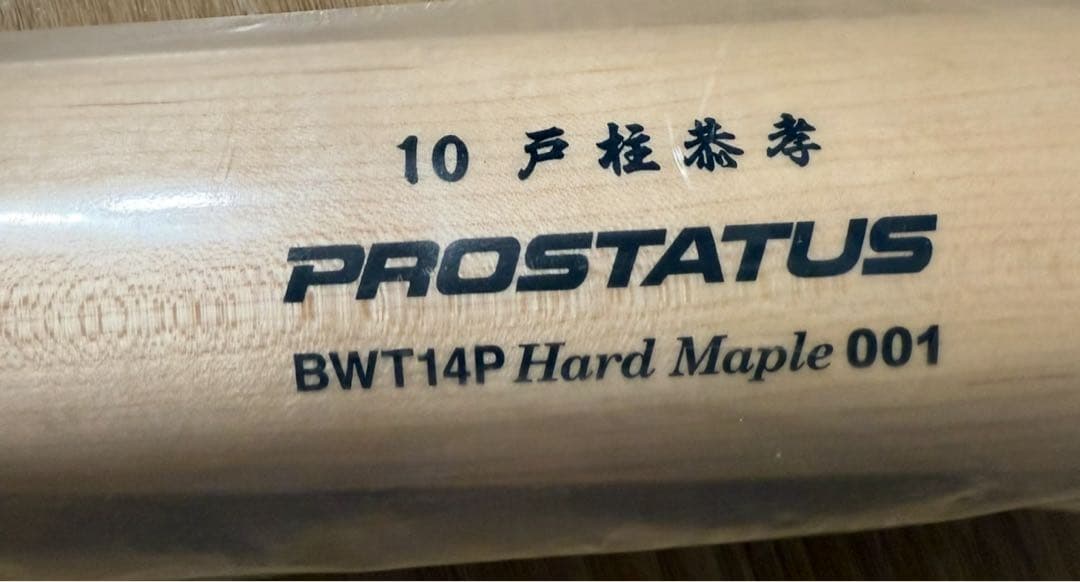 10 戸柱恭孝
PROSTATUS
BWT14P Hard Maple 001